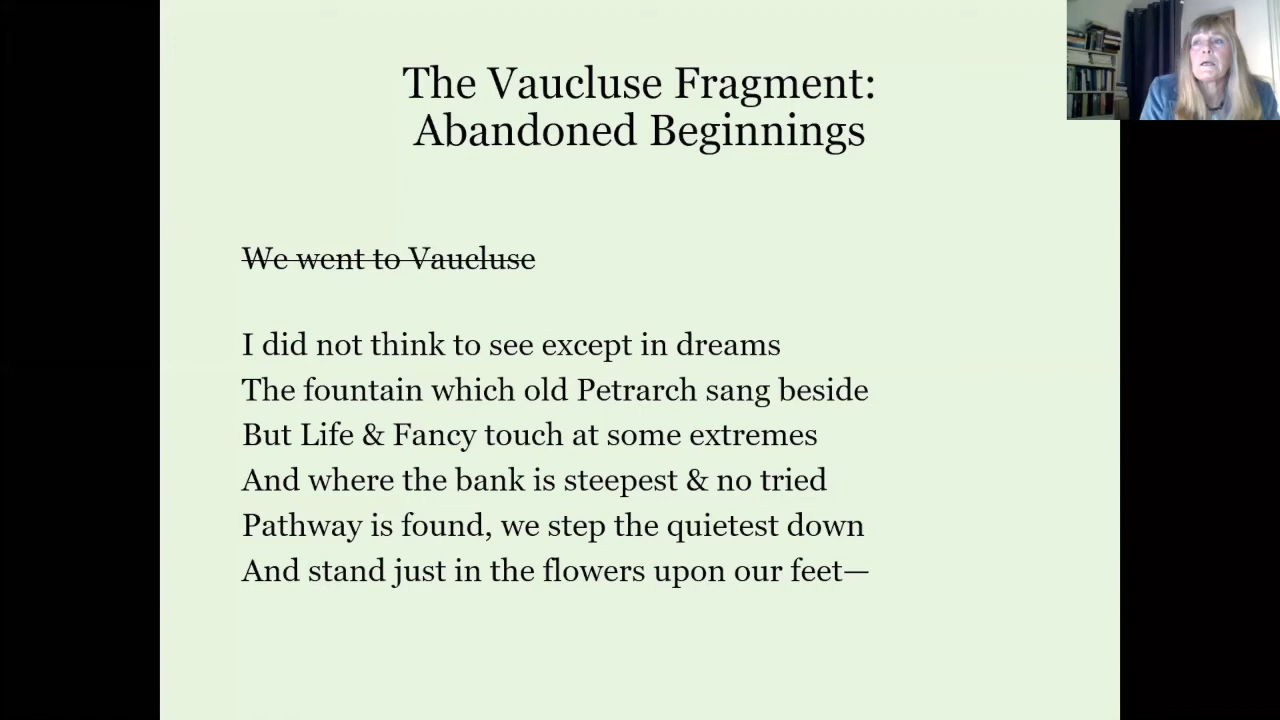 The Vaucluse Fragment:
Abandoned Beginnings
We went to Vaucluse
I did not think to see except in dreams
The fountain which old Petrarch sang beside
But Life & Fancy touch at some extremes
And where the bank is steepest & no tried
Pathway is found, we step the quietest down
And stand just in the flowers upon our feet—